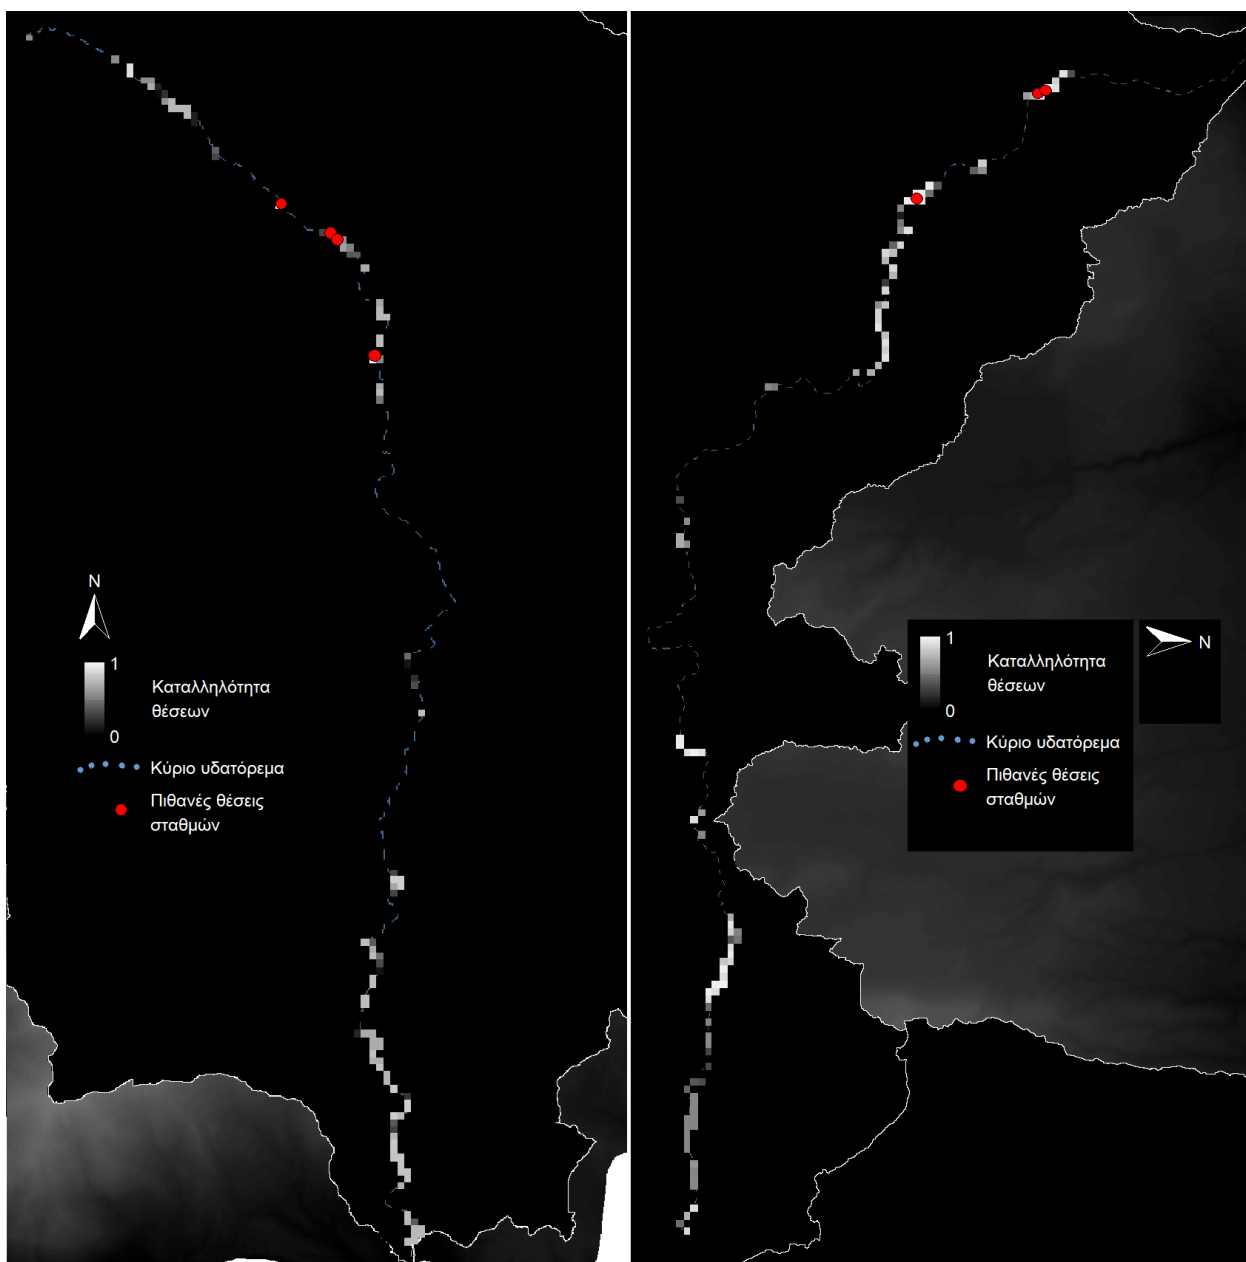 N
1
Καταλληλότητα
θέσεων
0
Κύριο υδατόρεμα
Πιθανές θέσεις
σταθμών
1
Καταλληλότητα
θέσεων
0
Κύριο υδατόρεμα
Πιθανές θέσεις
σταθμών
N